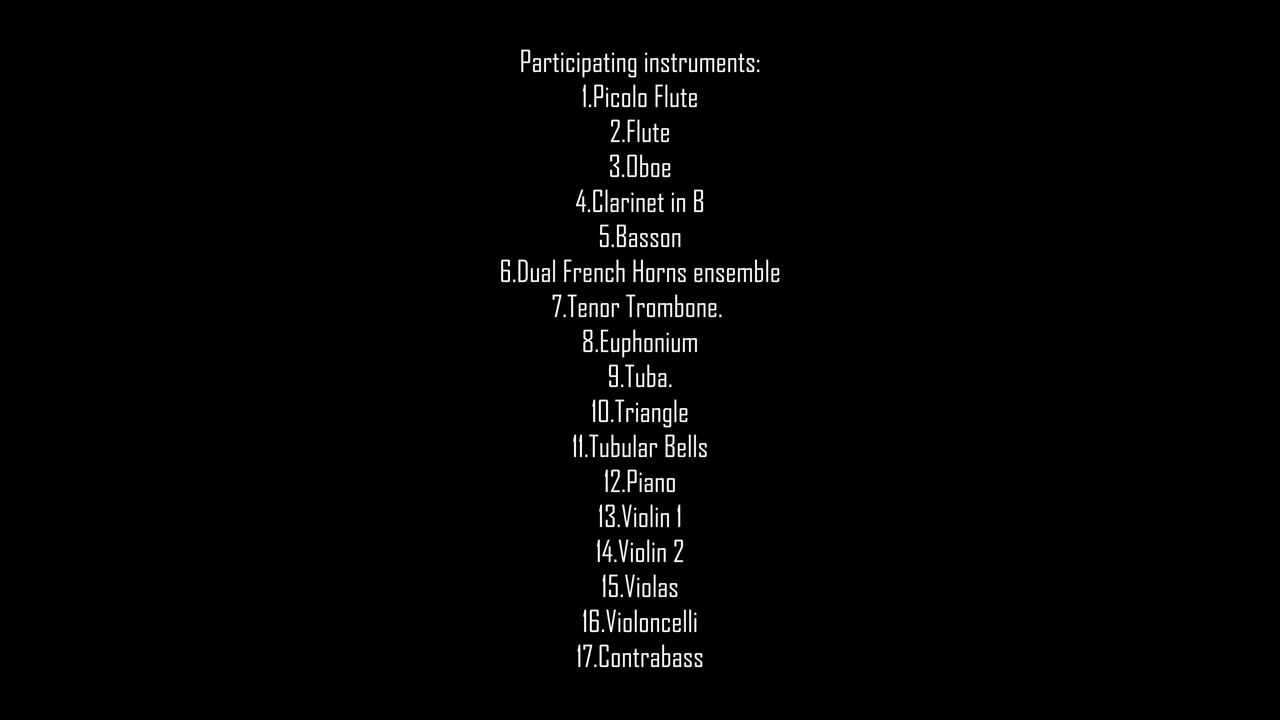 Participating instruments:
1.Picolo Flute
2.Flute
3.Oboe
4.Clarinet in B
5.Basson
6.Dual French Horns ensemble
7.Tenor Trombone.
8.Euphonium
9.Tuba.
10.Triangle
11.Tubular Bells
12.Piano
13.Violin 1
14.Violin 2
15.Violas
16.Violoncelli
17.Contrabass